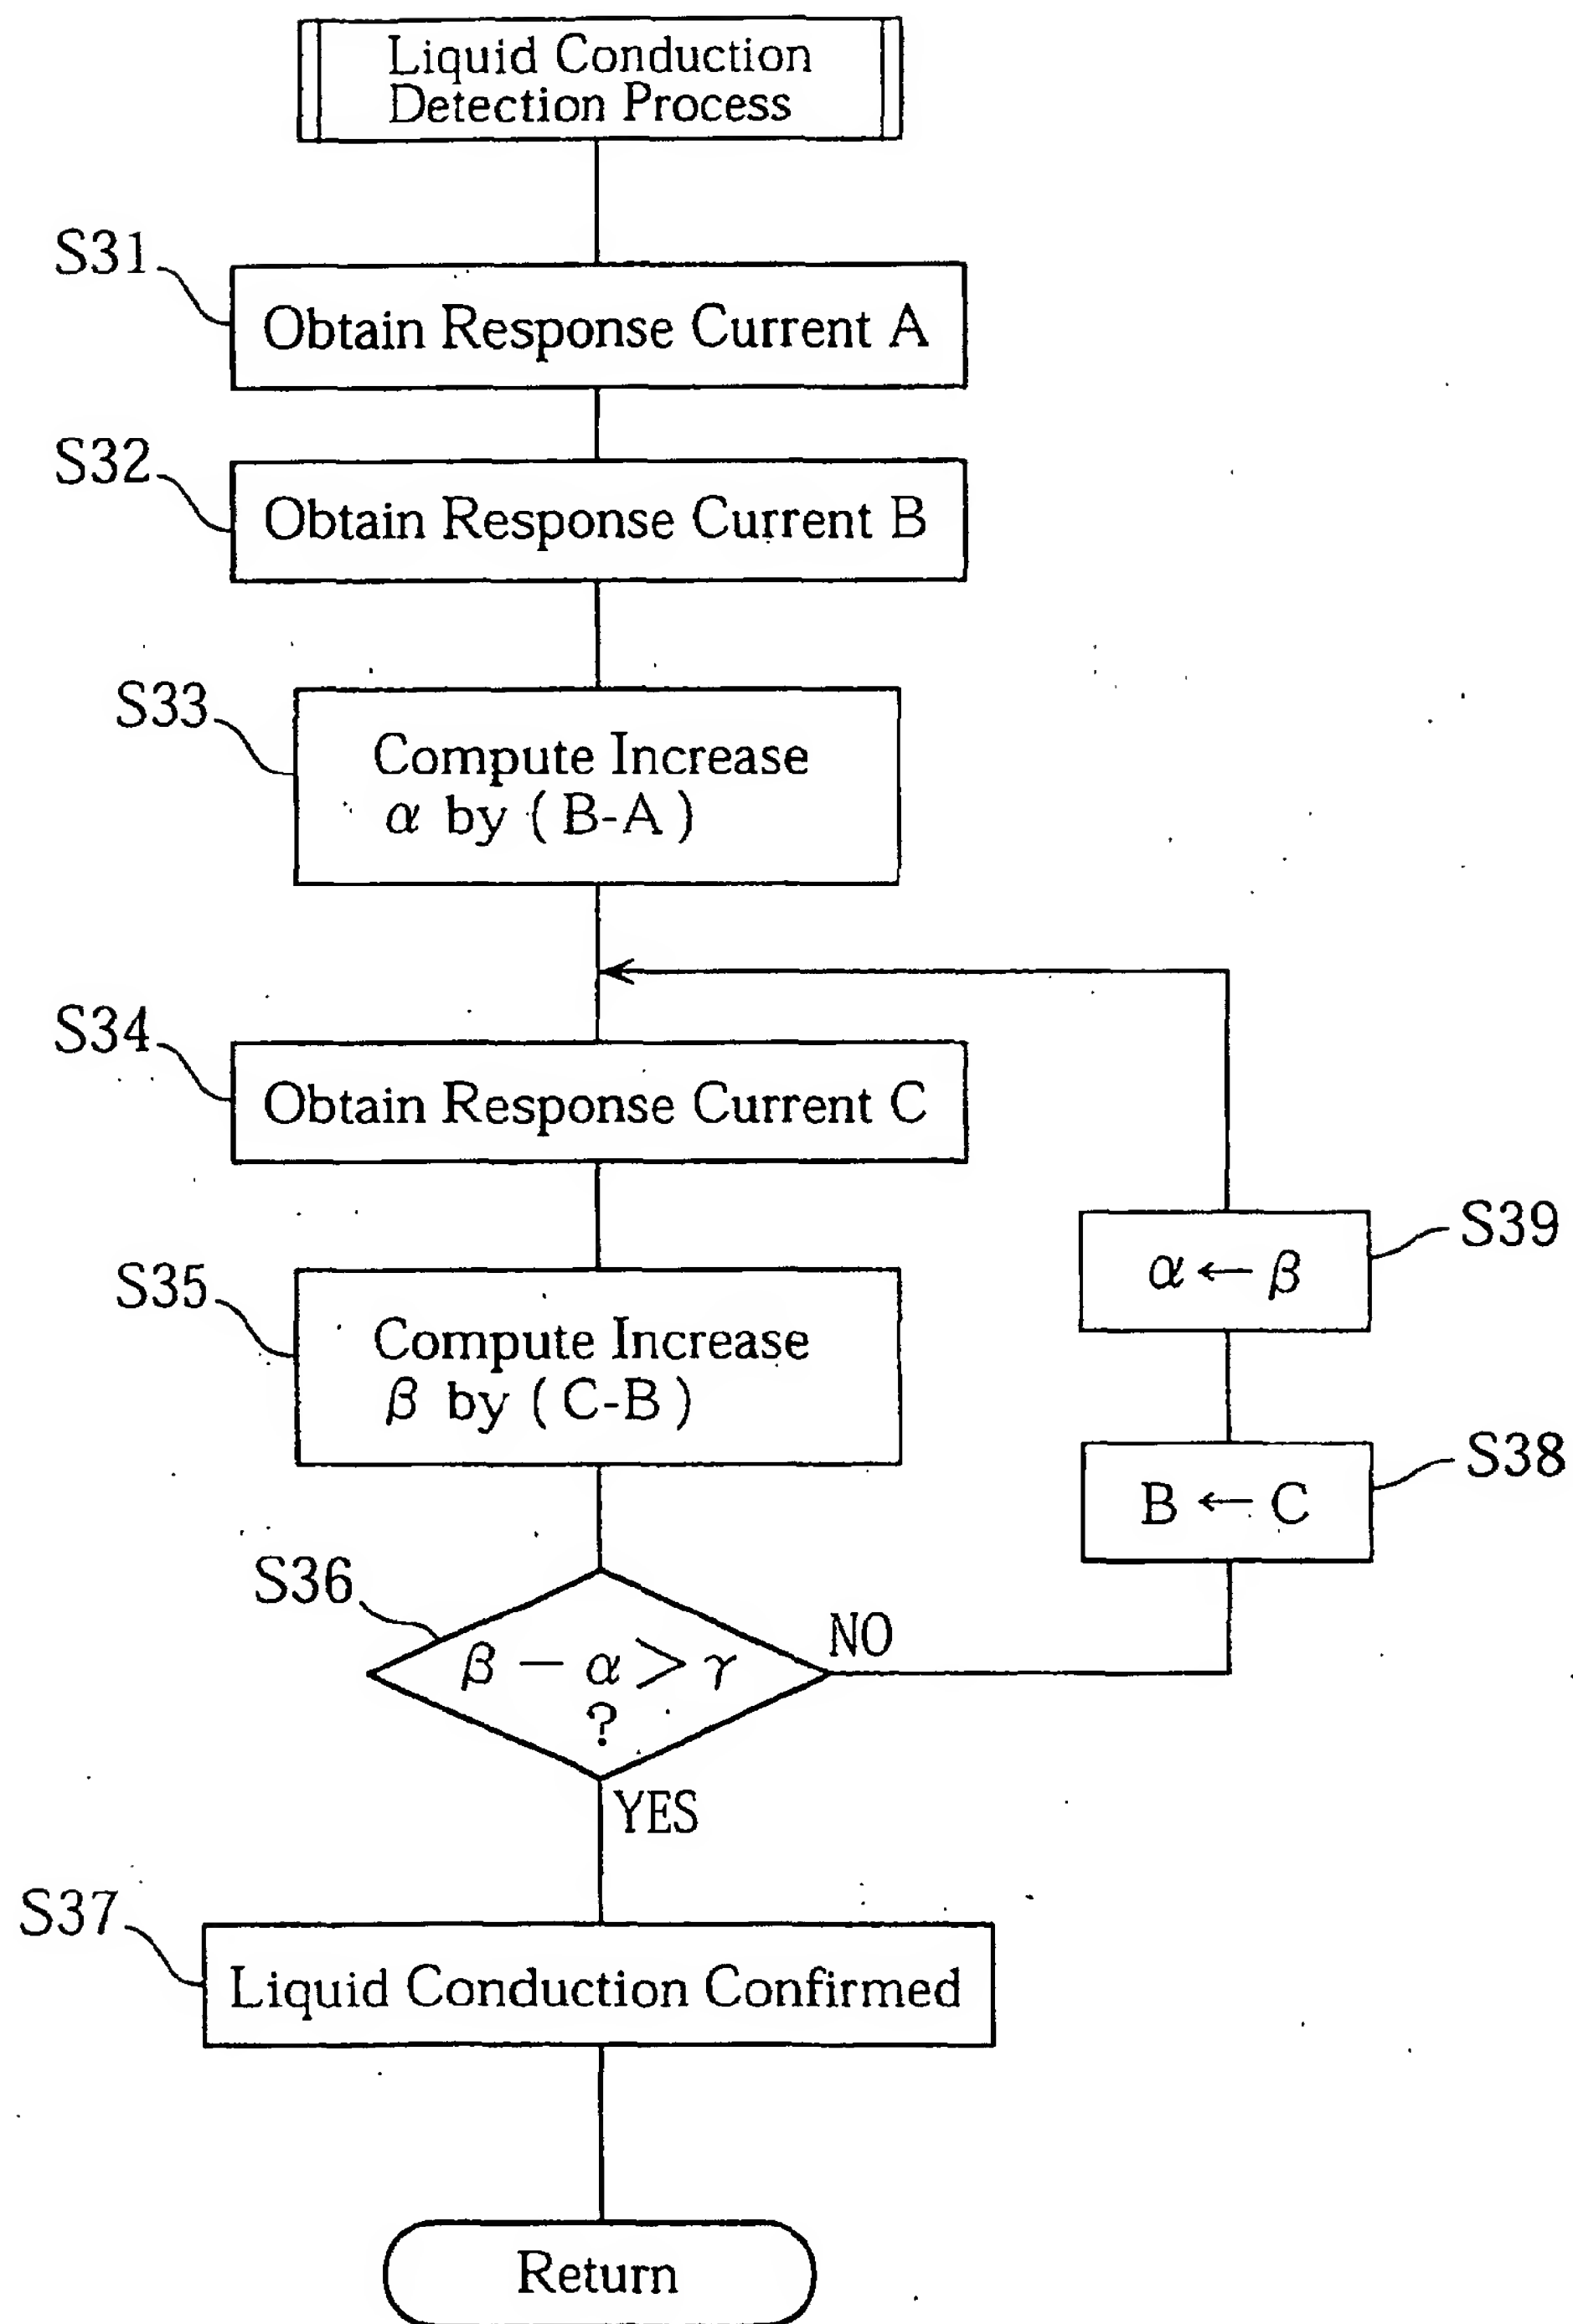 Liquid Conduction
Detection Process
S31
Obtain Response Current A
S32
Obtain Response Current B
S33
Compute Increase
α by ( B-A )
S34
Obtain Response Current C
S35
Compute Increase
β by ( C-B )
S39
α ← β
S38
B ← C
S36
β − α > γ
?
NO
YES
S37
Liquid Conduction Confirmed
Return